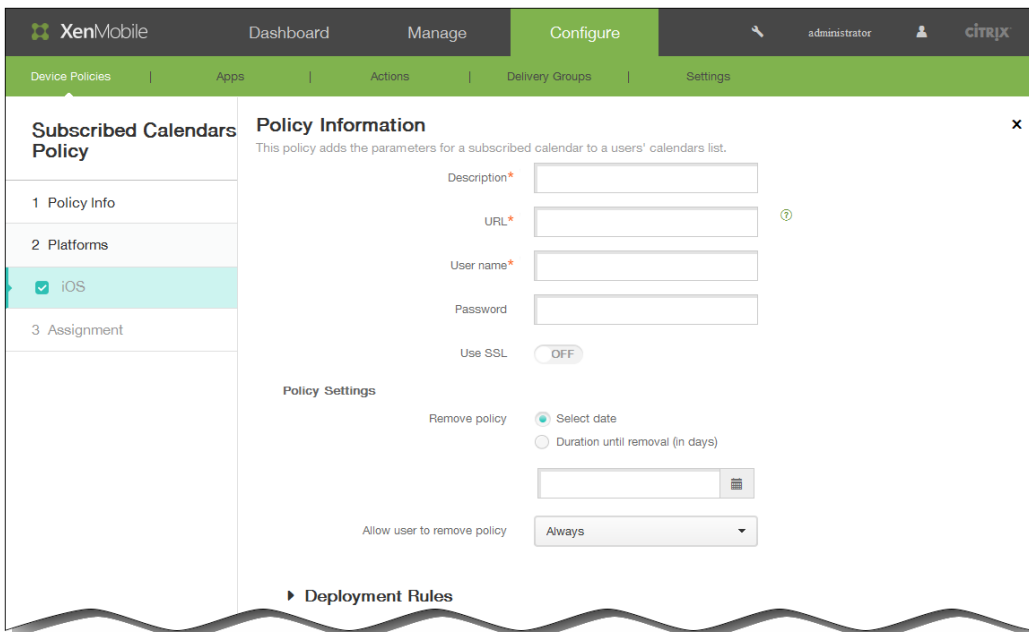 XenMobile Dashboard Manage Configure administrator CITRIX
Device Policies | Apps | Actions | Delivery Groups | Settings
Subscribed Calendars
Policy
1 Policy Info
2 Platforms
iOS
3 Assignment
Policy Information x
This policy adds the parameters for a subscribed calendar to a users' calendars list.
Description*
URL* ?
User name*
Password
Use SSL OFF
Policy Settings
Remove policy Select date
Duration until removal (in days)
Allow user to remove policy Always
Deployment Rules